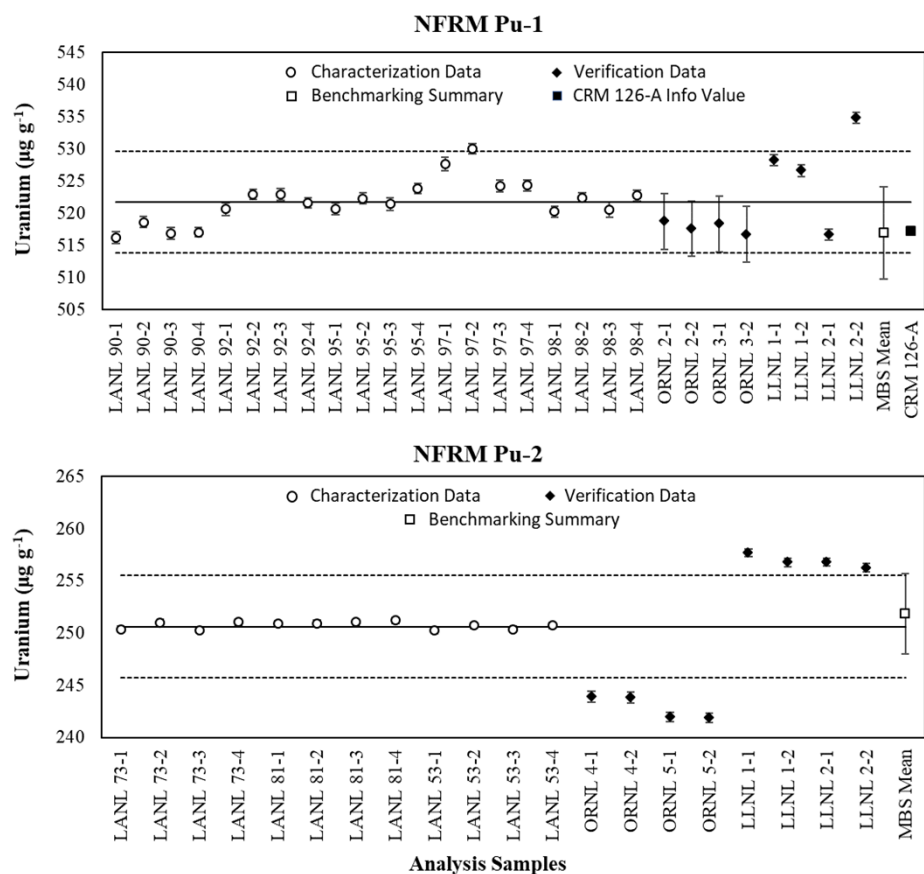 NFRM Pu-1
545
540
535
530
525
520
515
510
505
Uranium (µg g⁻¹)
Characterization Data
Verification Data
Benchmarking Summary
CRM 126-A Info Value
LANL 90-1
LANL 90-2
LANL 90-3
LANL 90-4
LANL 92-1
LANL 92-2
LANL 92-3
LANL 92-4
LANL 95-1
LANL 95-2
LANL 95-3
LANL 95-4
LANL 97-1
LANL 97-2
LANL 97-3
LANL 97-4
LANL 98-1
LANL 98-2
LANL 98-3
LANL 98-4
ORNL 2-1
ORNL 2-2
ORNL 3-1
ORNL 3-2
LLNL 1-1
LLNL 1-2
LLNL 2-1
LLNL 2-2
MBS Mean
CRM 126-A
NFRM Pu-2
265
260
255
250
245
240
Uranium (µg g⁻¹)
Characterization Data
Verification Data
Benchmarking Summary
LANL 73-1
LANL 73-2
LANL 73-3
LANL 73-4
LANL 81-1
LANL 81-2
LANL 81-3
LANL 81-4
LANL 53-1
LANL 53-2
LANL 53-3
LANL 53-4
ORNL 4-1
ORNL 4-2
ORNL 5-1
ORNL 5-2
LLNL 1-1
LLNL 1-2
LLNL 2-1
LLNL 2-2
MBS Mean
Analysis Samples